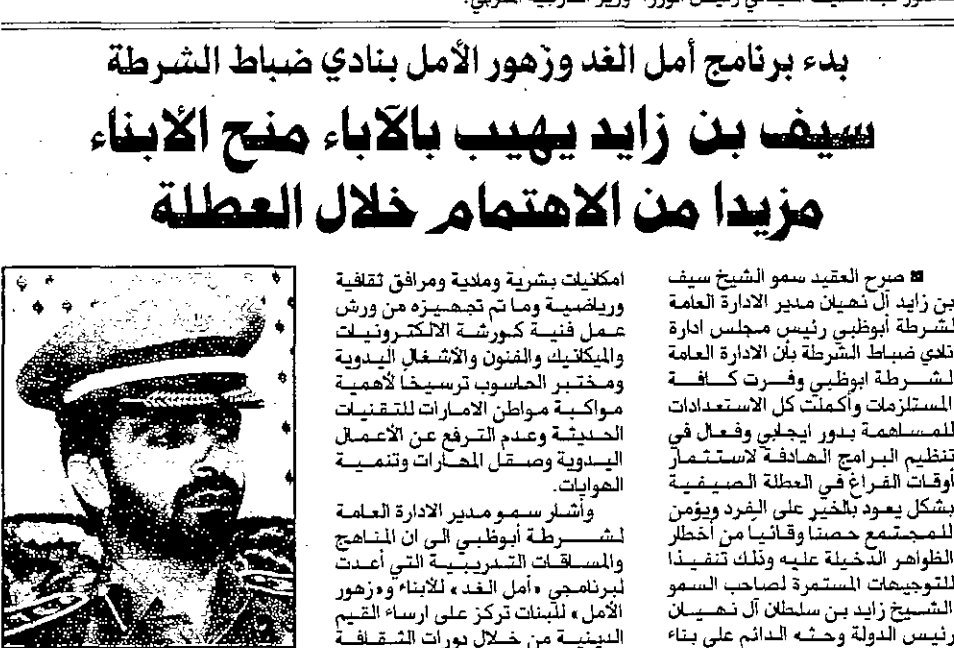 بدء برنامج أمل الغد وزهور الأمل بنادي ضباط الشرطة
سيف بن زايد يهيب بالآباء منح الأبناء
مزيدا من الاهتمام خلال العطلة
صرح العقيد سمو الشيخ سيف
بن زايد آل نهيان مدير الادارة العامة
لشرطة أبوظبي رئيس مجلس ادارة
نادي ضباط الشرطة بأن الادارة العامة
لشرطة ابوظبي وفرت كافة
المستلزمات وأكملت كل الاستعدادات
للمساهمة بدور ايجابي وفعال في
تنظيم البرامج الهادفة لاستثمار
أوقات الفراغ في العطلة الصيفية
بشكل يعود بالخير على الفرد ويؤمن
للمجتمع حصنا وقائيا من أخطار
الظواهر الدخيلة عليه وذلك تنفيذا
للتوجيهات المستمرة لصاحب السمو
الشيخ زايد بن سلطان آل نهيان
رئيس الدولة وحثه الدائم على بناء
امكانيات بشرية ومادية ومرافق ثقافية
ورياضية وما تم تجهيزه من ورش
عمل فنية كورشة الالكترونيات
والميكانيك والفنون والأشغال اليدوية
ومختبر الحاسوب ترسيخا لأهمية
مواكبة مواطن الامارات للتقنيات
الحديثة وعدم الترفع عن الأعمال
اليدوية وصقل المهارات وتنمية
الهوايات.
وأشار سمو مدير الادارة العامة
لشرطة أبوظبي الى ان المناهج
والمساقات التدريبية التي أعدت
لبرنامجي «أمل الغد» للأبناء و«زهور
الأمل» للبنات تركز على ارساء القيم
الدينية من خلال دورات الثقافة